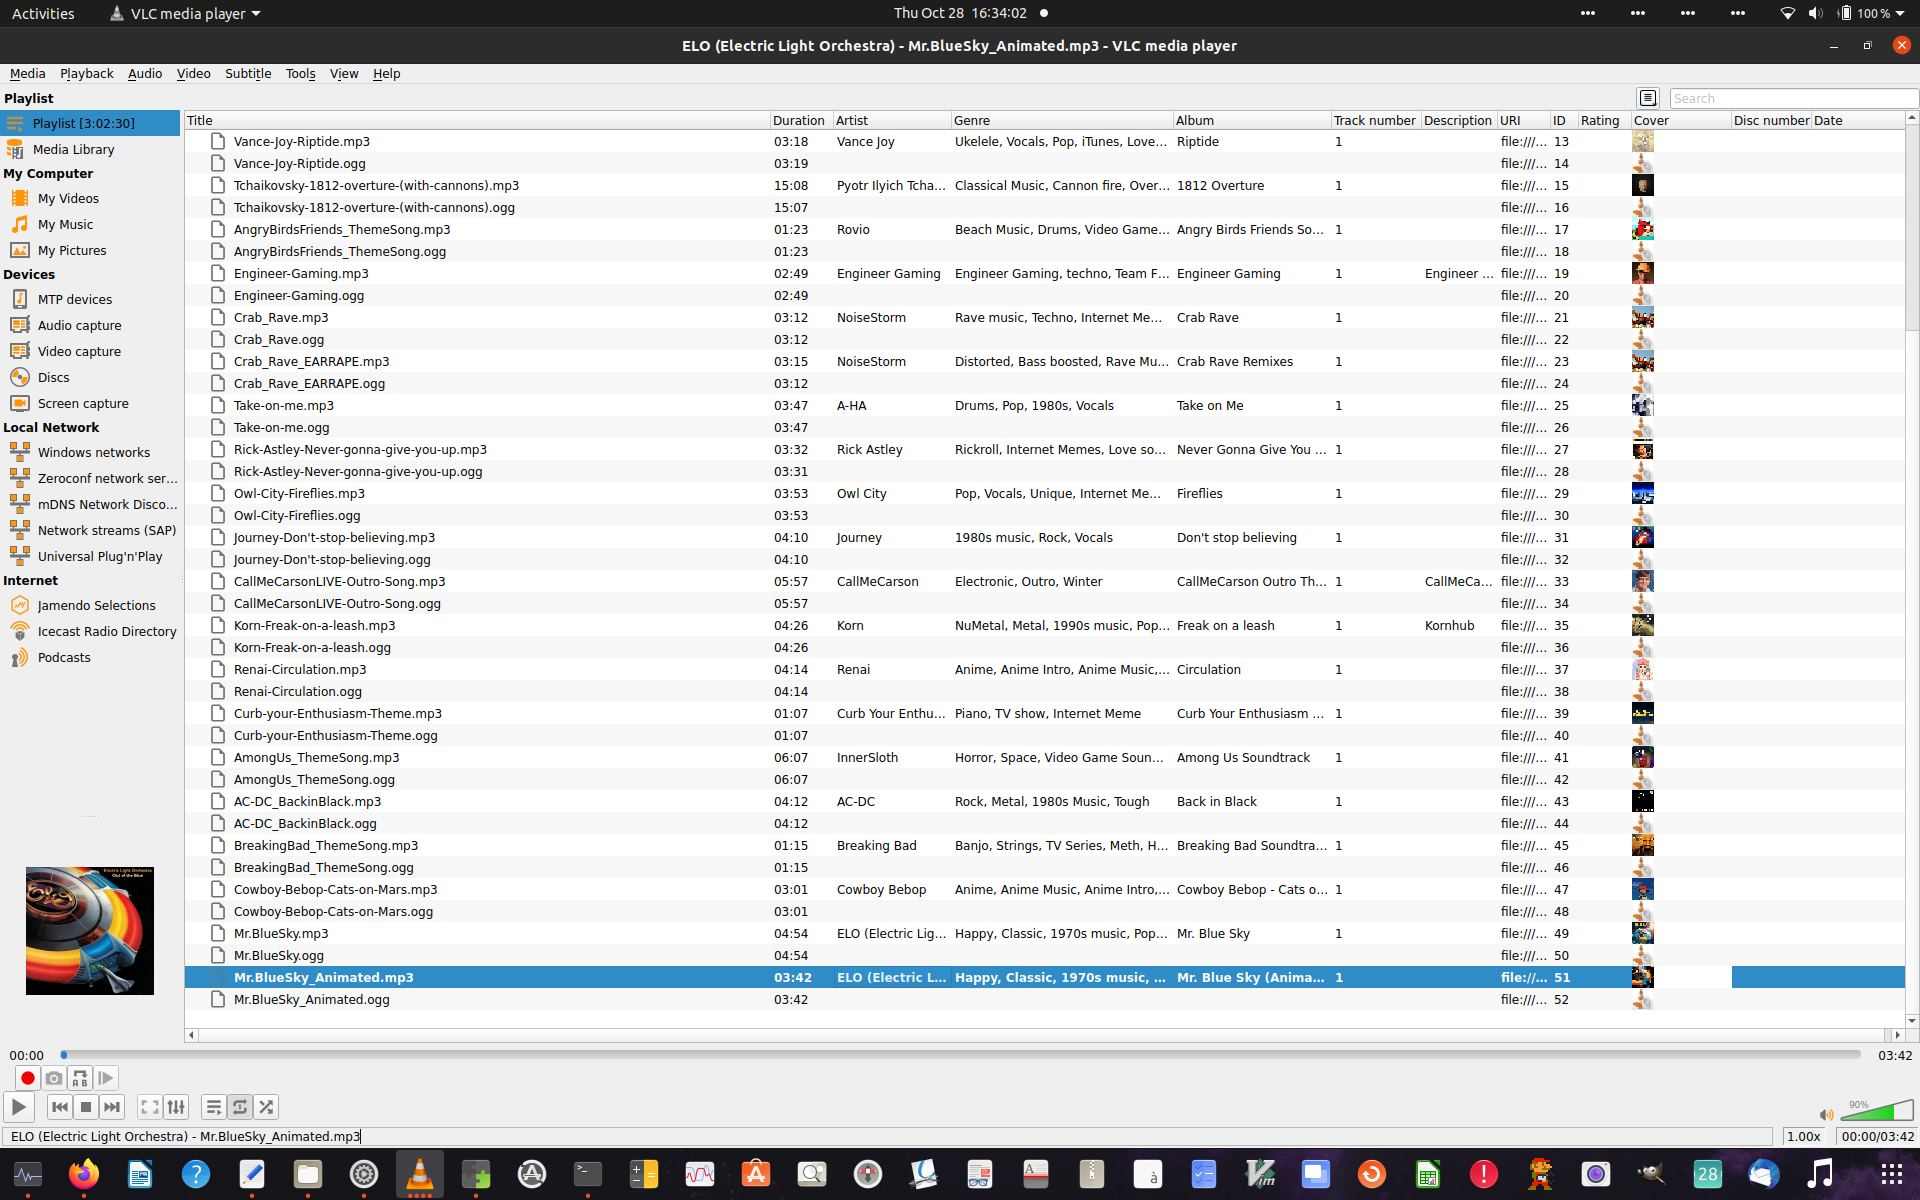 Activities VLC media player Thu Oct 28 16:34:02 100 %
ELO (Electric Light Orchestra) - Mr.BlueSky_Animated.mp3 - VLC media player
Media Playback Audio Video Subtitle Tools View Help
Playlist
Search
Playlist [3:02:30]
Media Library
My Computer
My Videos
My Music
My Pictures
Devices
MTP devices
Audio capture
Video capture
Discs
Screen capture
Local Network
Windows networks
Zeroconf network ser...
mDNS Network Disco...
Network streams (SAP)
Universal Plug'n'Play
Internet
Jamendo Selections
Icecast Radio Directory
Podcasts
Electric Light Orchestra
Out of the Blue
Title Duration Artist Genre Album Track number Description URI ID Rating Cover Disc number Date
Vance-Joy-Riptide.mp3 03:18 Vance Joy Ukelele, Vocals, Pop, iTunes, Love... Riptide 1 file:///... 13
Vance-Joy-Riptide.ogg 03:19 file:///... 14
Tchaikovsky-1812-overture-(with-cannons).mp3 15:08 Pyotr Ilyich Tcha... Classical Music, Cannon fire, Over... 1812 Overture 1 file:///... 15
Tchaikovsky-1812-overture-(with-cannons).ogg 15:07 file:///... 16
AngryBirdsFriends_ThemeSong.mp3 01:23 Rovio Beach Music, Drums, Video Game... Angry Birds Friends So... 1 file:///... 17
AngryBirdsFriends_ThemeSong.ogg 01:23 file:///... 18
Engineer-Gaming.mp3 02:49 Engineer Gaming Engineer Gaming, techno, Team F... Engineer Gaming 1 Engineer ... file:///... 19
Engineer-Gaming.ogg 02:49 file:///... 20
Crab_Rave.mp3 03:12 NoiseStorm Rave music, Techno, Internet Me... Crab Rave 1 file:///... 21
Crab_Rave.ogg 03:12 file:///... 22
Crab_Rave_EARRAPE.mp3 03:15 NoiseStorm Distorted, Bass boosted, Rave Mu... Crab Rave Remixes 1 file:///... 23
Crab_Rave_EARRAPE.ogg 03:12 file:///... 24
Take-on-me.mp3 03:47 A-HA Drums, Pop, 1980s, Vocals Take on Me 1 file:///... 25
Take-on-me.ogg 03:47 file:///... 26
Rick-Astley-Never-gonna-give-you-up.mp3 03:32 Rick Astley Rickroll, Internet Memes, Love so... Never Gonna Give You ... 1 file:///... 27
Rick-Astley-Never-gonna-give-you-up.ogg 03:31 file:///... 28
Owl-City-Fireflies.mp3 03:53 Owl City Pop, Vocals, Unique, Internet Me... Fireflies 1 file:///... 29
Owl-City-Fireflies.ogg 03:53 file:///... 30
Journey-Don't-stop-believing.mp3 04:10 Journey 1980s music, Rock, Vocals Don't stop believing 1 file:///... 31
Journey-Don't-stop-believing.ogg 04:10 file:///... 32
CallMeCarsonLIVE-Outro-Song.mp3 05:57 CallMeCarson Electronic, Outro, Winter CallMeCarson Outro Th... 1 CallMeCa... file:///... 33
CallMeCarsonLIVE-Outro-Song.ogg 05:57 file:///... 34
Korn-Freak-on-a-leash.mp3 04:26 Korn NuMetal, Metal, 1990s music, Pop... Freak on a leash 1 Kornhub file:///... 35
Korn-Freak-on-a-leash.ogg 04:26 file:///... 36
Renai-Circulation.mp3 04:14 Renai Anime, Anime Intro, Anime Music,... Circulation 1 file:///... 37
Renai-Circulation.ogg 04:14 file:///... 38
Curb-your-Enthusiasm-Theme.mp3 01:07 Curb Your Enthu... Piano, TV show, Internet Meme Curb Your Enthusiasm ... 1 file:///... 39
Curb-your-Enthusiasm-Theme.ogg 01:07 file:///... 40
AmongUs_ThemeSong.mp3 06:07 InnerSloth Horror, Space, Video Game Soun... Among Us Soundtrack 1 file:///... 41
AmongUs_ThemeSong.ogg 06:07 file:///... 42
AC-DC_BackinBlack.mp3 04:12 AC-DC Rock, Metal, 1980s Music, Tough Back in Black 1 file:///... 43
AC-DC_BackinBlack.ogg 04:12 file:///... 44
BreakingBad_ThemeSong.mp3 01:15 Breaking Bad Banjo, Strings, TV Series, Meth, H... Breaking Bad Soundtra... 1 file:///... 45
BreakingBad_ThemeSong.ogg 01:15 file:///... 46
Cowboy-Bebop-Cats-on-Mars.mp3 03:01 Cowboy Bebop Anime, Anime Music, Anime Intro,... Cowboy Bebop - Cats o... 1 file:///... 47
Cowboy-Bebop-Cats-on-Mars.ogg 03:01 file:///... 48
Mr.BlueSky.mp3 04:54 ELO (Electric Lig... Happy, Classic, 1970s music, Pop... Mr. Blue Sky 1 file:///... 49
Mr.BlueSky.ogg 04:54 file:///... 50
Mr.BlueSky_Animated.mp3 03:42 ELO (Electric L... Happy, Classic, 1970s music, ... Mr. Blue Sky (Anima... 1 file://... 51
Mr.BlueSky_Animated.ogg 03:42 file:///... 52
00:00 03:42
A B
90%
ELO (Electric Light Orchestra) - Mr.BlueSky_Animated.mp3 1.00x 00:00/03:42
28